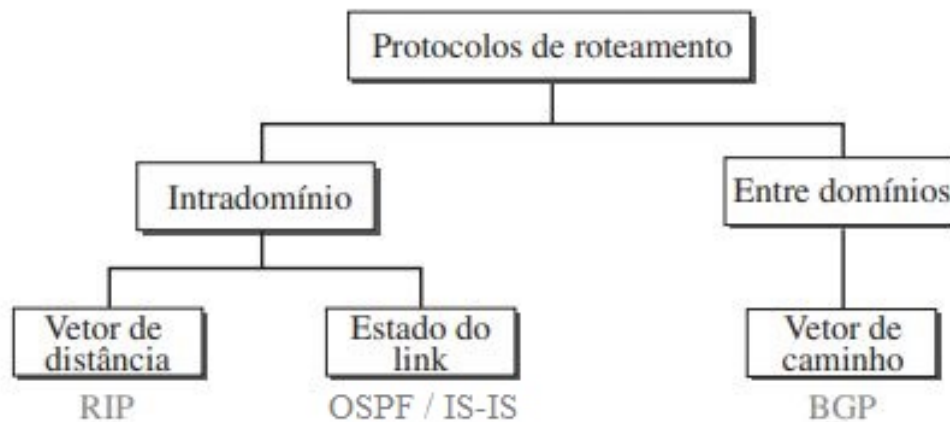 Protocolos de roteamento
Intradomínio
Entre domínios
Vetor de
distância
Estado do
link
Vetor de
caminho
RIP
OSPF / IS-IS
BGP